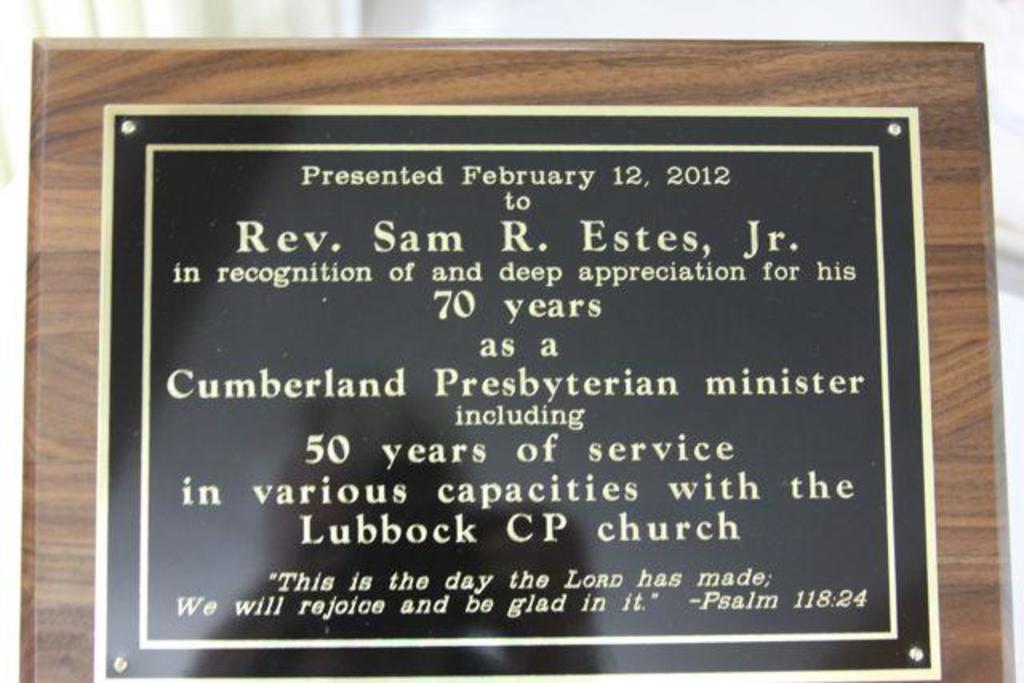 Presented February 12, 2012
to
Rev. Sam R. Estes, Jr.
in recognition of and deep appreciation for his
70 years
as a
Cumberland Presbyterian minister
including
50 years of service
in various capacities with the
Lubbock CP church
"This is the day the LORD has made;
We will rejoice and be glad in it." -Psalm 118:24